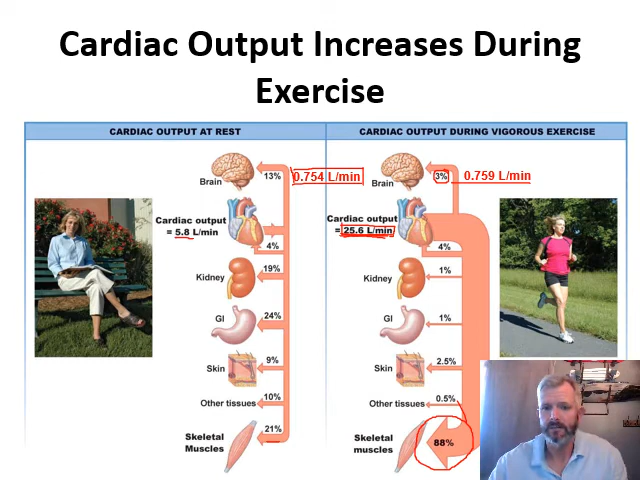 Cardiac Output Increases During
Exercise
CARDIAC OUTPUT AT REST
CARDIAC OUTPUT DURING VIGOROUS EXERCISE
Brain
13%
0.754 L/min
Cardiac output
= 5.8 L/min
4%
Kidney
19%
GI
24%
Skin
9%
Other tissues
10%
Skeletal
Muscles
21%
Brain
3%
0.759 L/min
Cardiac output
= 25.6 L/min
4%
Kidney
1%
GI
1%
Skin
2.5%
Other tissues
0.5%
Skeletal
muscles
88%